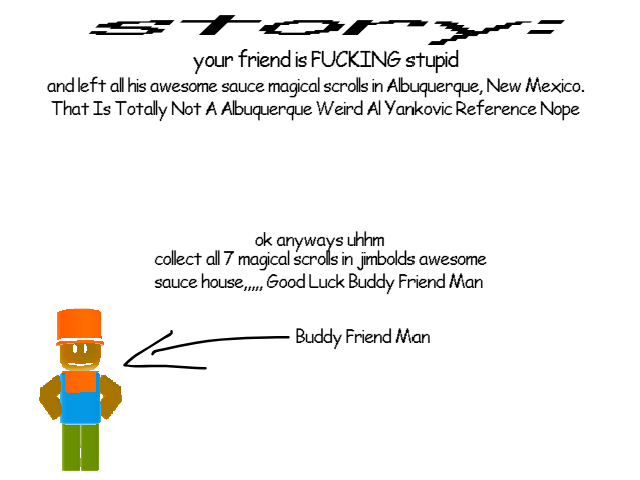 story:
your friend is FUCKING stupid
and left all his awesome sauce magical scrolls in Albuquerque, New Mexico.
That Is Totally Not A Albuquerque Weird Al Yankovic Reference Nope
ok anyways uhhm
collect all 7 magical scrolls in jimbolds awesome
sauce house,,,,, Good Luck Buddy Friend Man
Buddy Friend Man